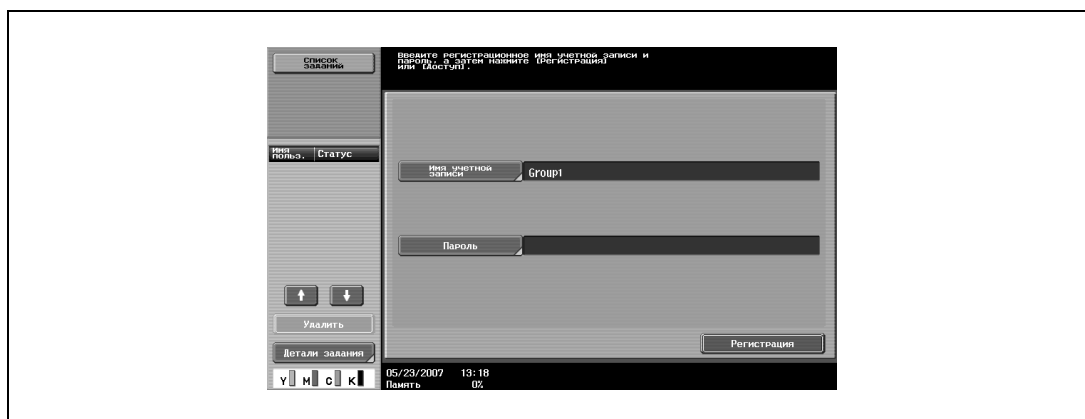 Список
заданий
Введите регистрационное имя учетной записи и
пароль, а затем нажмите [Регистрация]
или [Доступ].
Имя
польз.
Статус
Имя учетной
записи
Group1
Пароль
Удалить
Регистрация
Детали задания
Y M C K
05/23/2007 13:18
Память 0%